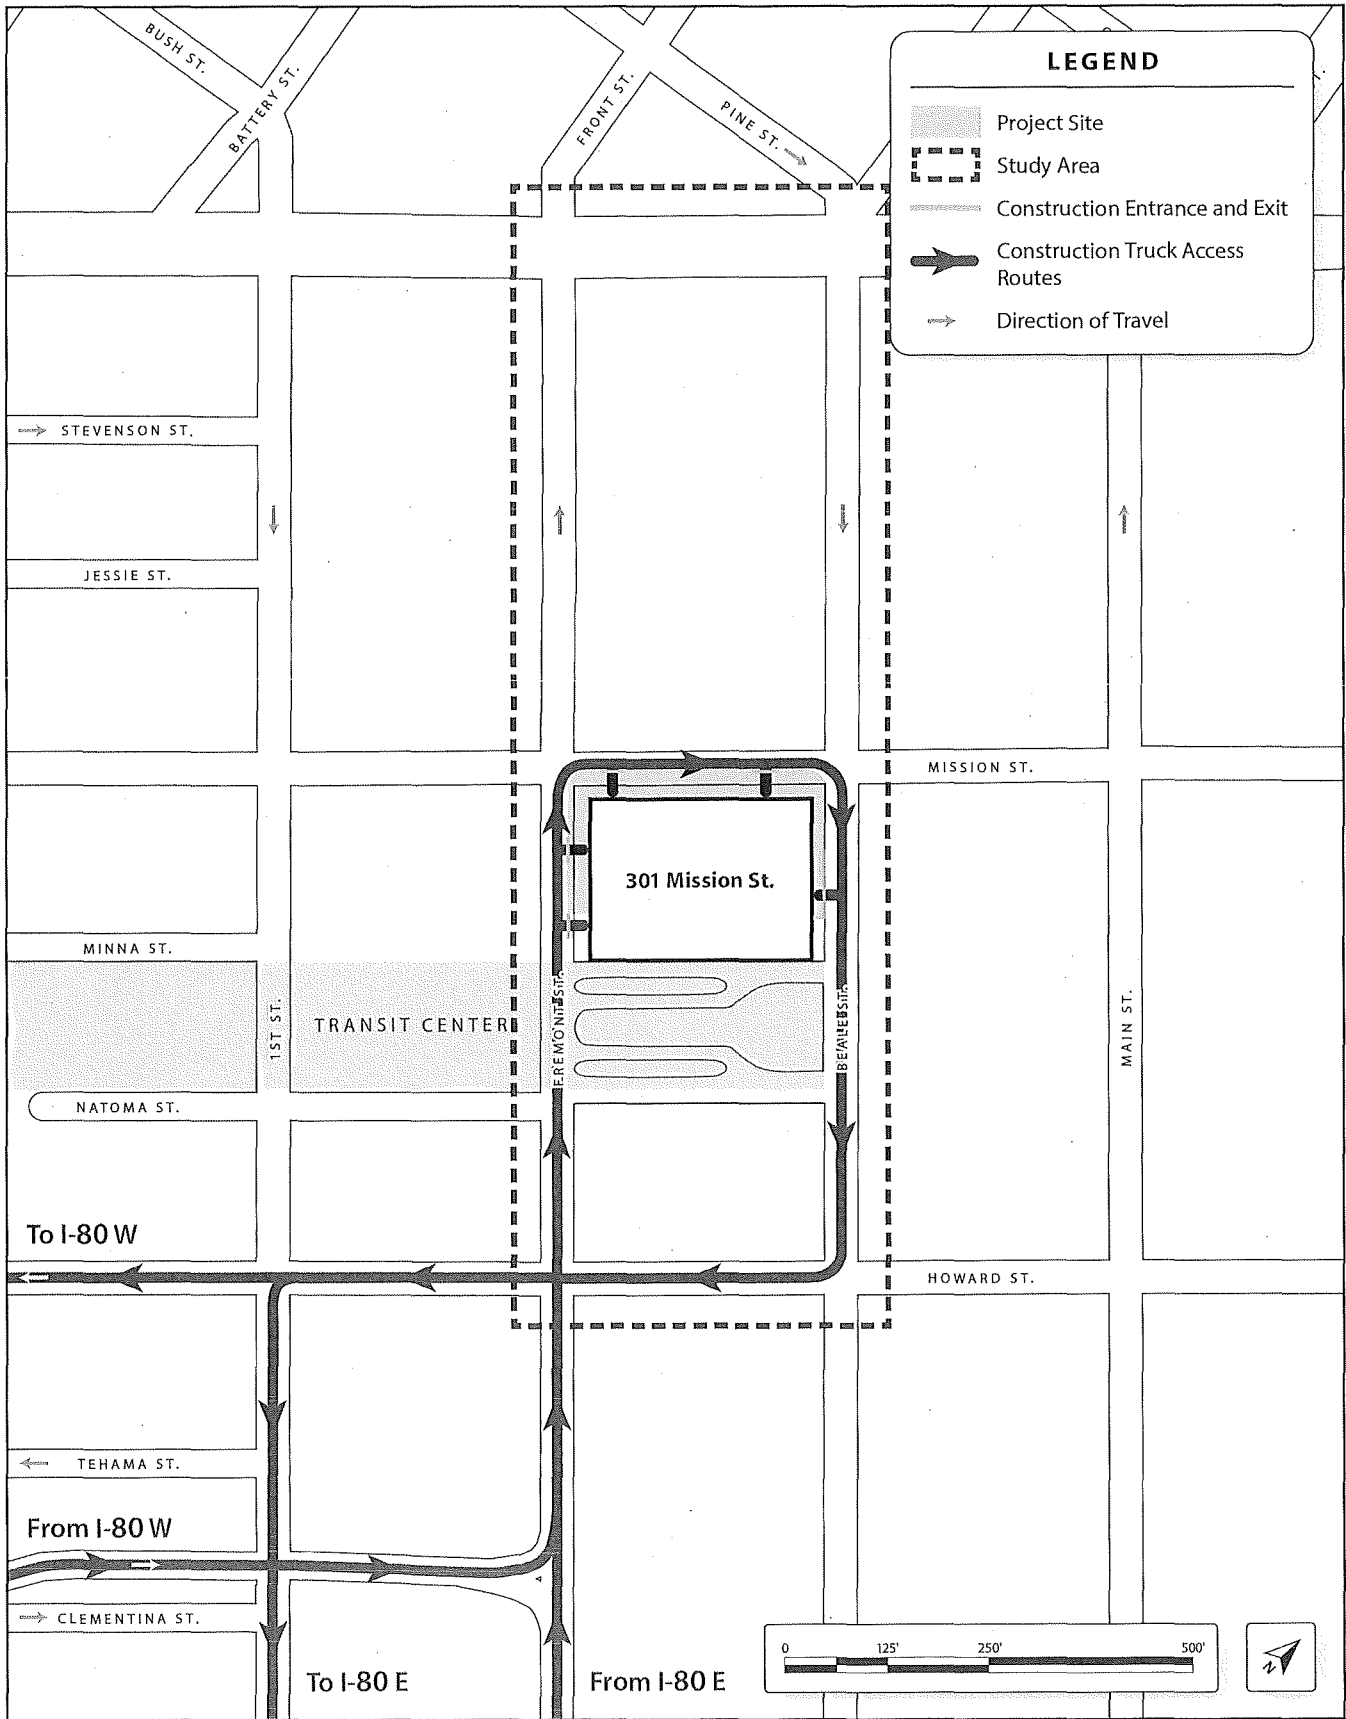 BUSH ST.
BATTERY ST.
FRONT ST.
PINE ST.
LEGEND
Project Site
Study Area
Construction Entrance and Exit
Construction Truck Access
Routes
Direction of Travel
STEVENSON ST.
JESSIE ST.
MISSION ST.
301 Mission St.
MINNA ST.
1ST ST.
TRANSIT CENTER
FREMONT ST.
BEALE ST.
MAIN ST.
NATOMA ST.
To I-80 W
HOWARD ST.
TEHAMA ST.
From I-80 W
CLEMENTINA ST.
To I-80 E
From I-80 E
0 125' 250' 500'
N